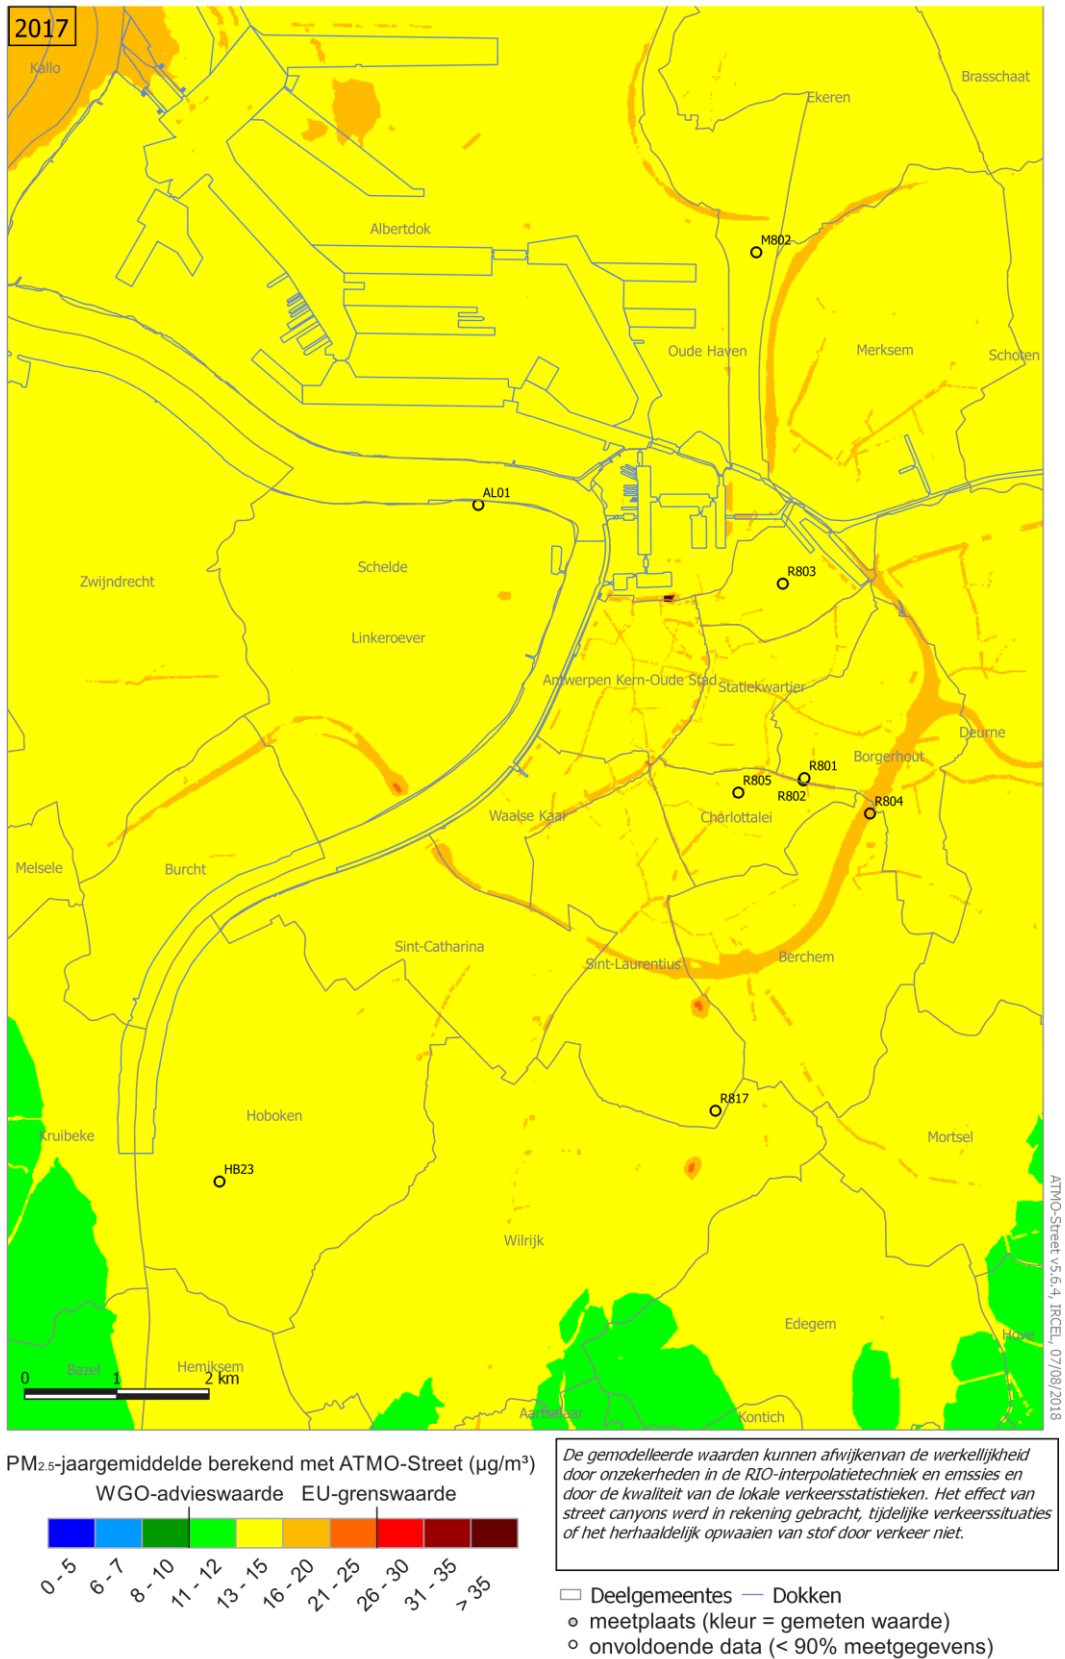 2017
Kallo
Brasschaat
Ekeren
Albertdok
M802
Oude Haven
Merksem
Schoten
AL01
Schelde
Zwijndrecht
R803
Linkeroever
Antwerpen Kern-Oude Stad
Statiekwartier
Deurne
Borgerhout
R801
R805
R802
R804
Waalse Kaai
Charlottalei
Melsele
Burcht
Sint-Catharina
Sint-Laurentius
Berchem
R817
Hoboken
Kruibeke
Mortsel
HB23
Wilrijk
Edegem
Hove
Bazel
Hemiksem
0 1 2 km
Aartselaar
Kontich
ATMO-Street v5.6.4, IRCEL, 07/08/2018
PM2.5-jaargemiddelde berekend met ATMO-Street (µg/m³)
WGO-advieswaarde EU-grenswaarde
0 - 5
6 - 7
8 - 10
11 - 12
13 - 15
16 - 20
21 - 25
26 - 30
31 - 35
> 35
De gemodelleerde waarden kunnen afwijkenvan de werkellijkheid
door onzekerheden in de RIO-interpolatietechniek en emssies en
door de kwaliteit van de lokale verkeersstatistieken. Het effect van
street canyons werd in rekening gebracht, tijdelijke verkeerssituaties
of het herhaaldelijk opwaaien van stof door verkeer niet.
Deelgemeentes Dokken
meetplaats (kleur = gemeten waarde)
onvoldoende data (< 90% meetgegevens)